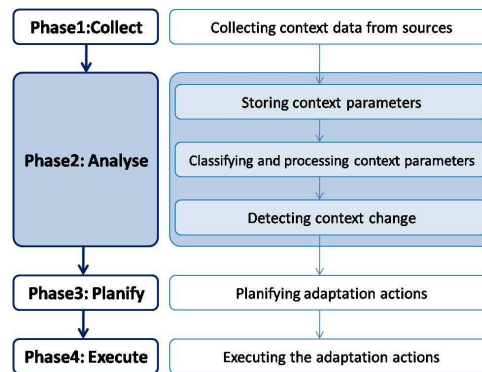 Phase1:Collect
Collecting context data from sources
Storing context parameters
Phase2: Analyse
Classifying and processing context parameters
Detecting context change
Phase3: Planify
Planifying adaptation actions
Phase4: Execute
Executing the adaptation actions